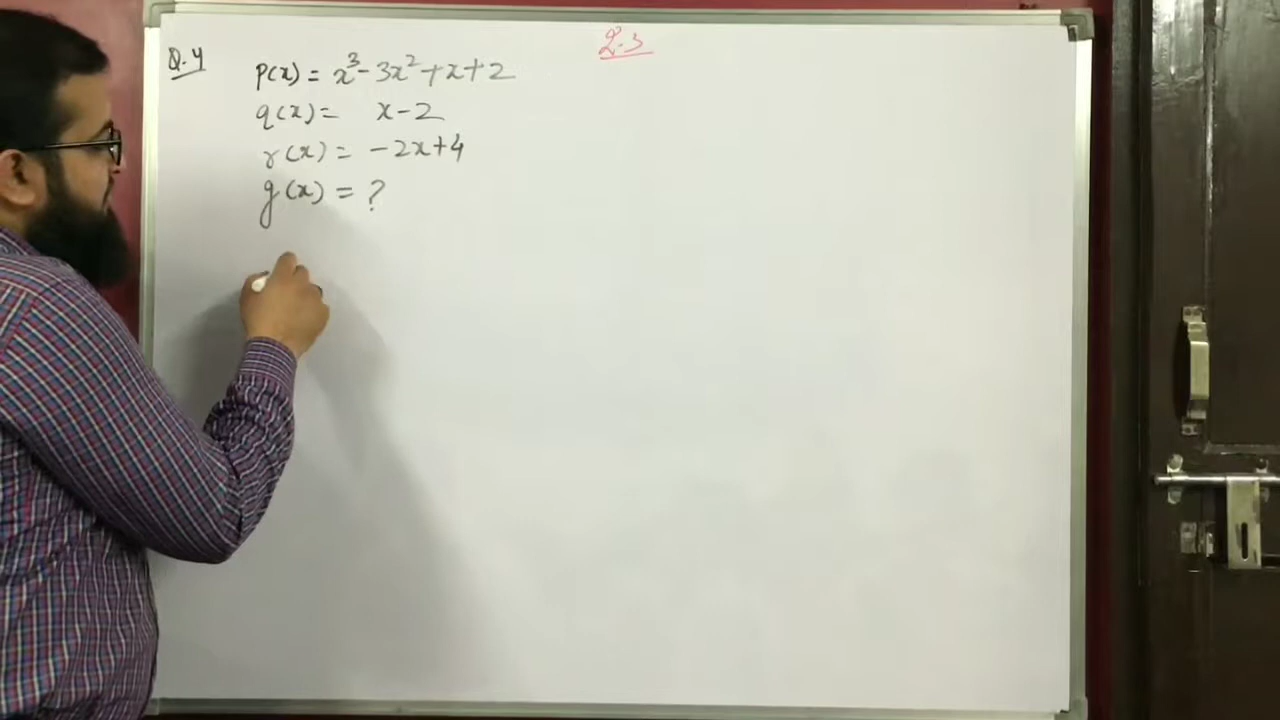 2.3
Q.4
p(x) = x³ - 3x² + x + 2
q(x) = x - 2
r(x) = -2x + 4
g(x) = ?